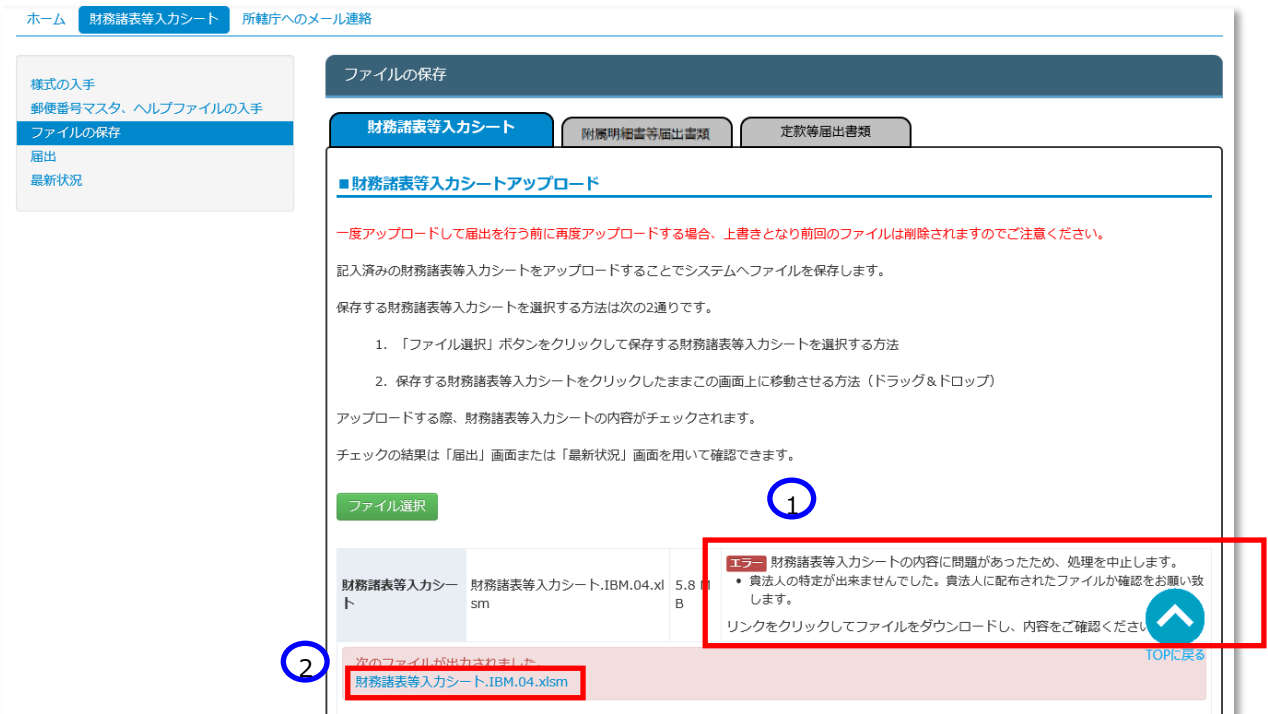 ホーム 財務諸表等入力シート 所轄庁へのメール連絡
様式の入手
郵便番号マスタ、ヘルプファイルの入手
ファイルの保存
届出
最新状況
ファイルの保存
財務諸表等入力シート 附属明細書等届出書類 定款等届出書類
■財務諸表等入力シートアップロード
一度アップロードして届出を行う前に再度アップロードする場合、上書きとなり前回のファイルは削除されますのでご注意ください。
記入済みの財務諸表等入力シートをアップロードすることでシステムへファイルを保存します。
保存する財務諸表等入力シートを選択する方法は次の2通りです。
1. 「ファイル選択」ボタンをクリックして保存する財務諸表等入力シートを選択する方法
2. 保存する財務諸表等入力シートをクリックしたままこの画面上に移動させる方法（ドラッグ＆ドロップ）
アップロードする際、財務諸表等入力シートの内容がチェックされます。
チェックの結果は「届出」画面または「最新状況」画面を用いて確認できます。
ファイル選択
1
財務諸表等入力シー
ト
財務諸表等入力シート.IBM.04.xl
sm
5.8 M
B
エラー 財務諸表等入力シートの内容に問題があったため、処理を中止します。
• 貴法人の特定が出来ませんでした。貴法人に配布されたファイルか確認をお願い致
します。
リンクをクリックしてファイルをダウンロードし、内容をご確認ください
TOPに戻る
2
次のファイルが出力されました。
財務諸表等入力シート.IBM.04.xlsm